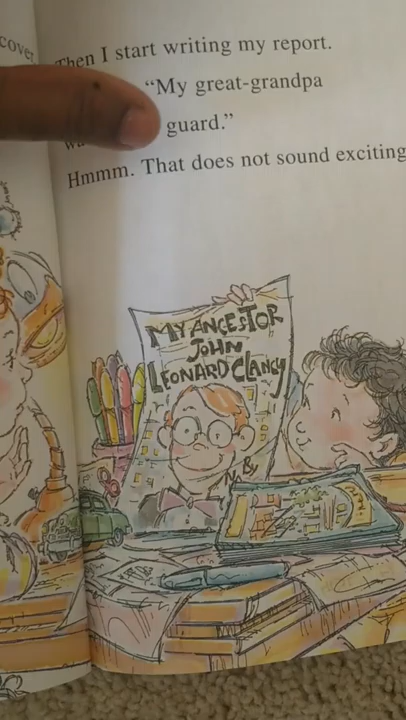 cover.
Then I start writing my report.
“My great-grandpa
guard.”
Hmmm. That does not sound exciting
MY ANCESTOR
JOHN
LEONARD CLANCY
By